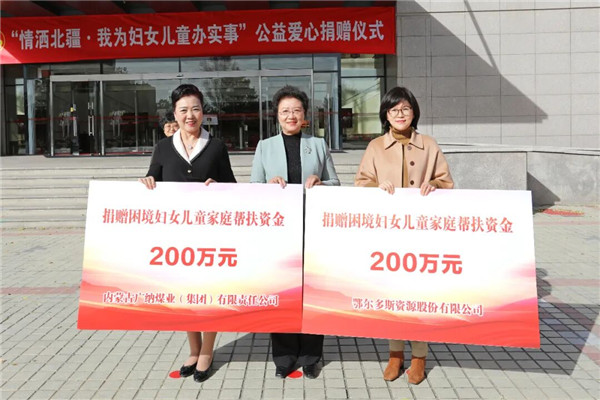 “情洒北疆·我为妇女儿童办实事”公益爱心捐赠仪式
捐赠困境妇女儿童家庭帮扶资金
200万元
内蒙古广纳煤业（集团）有限责任公司
捐赠困境妇女儿童家庭帮扶资金
200万元
鄂尔多斯资源股份有限公司